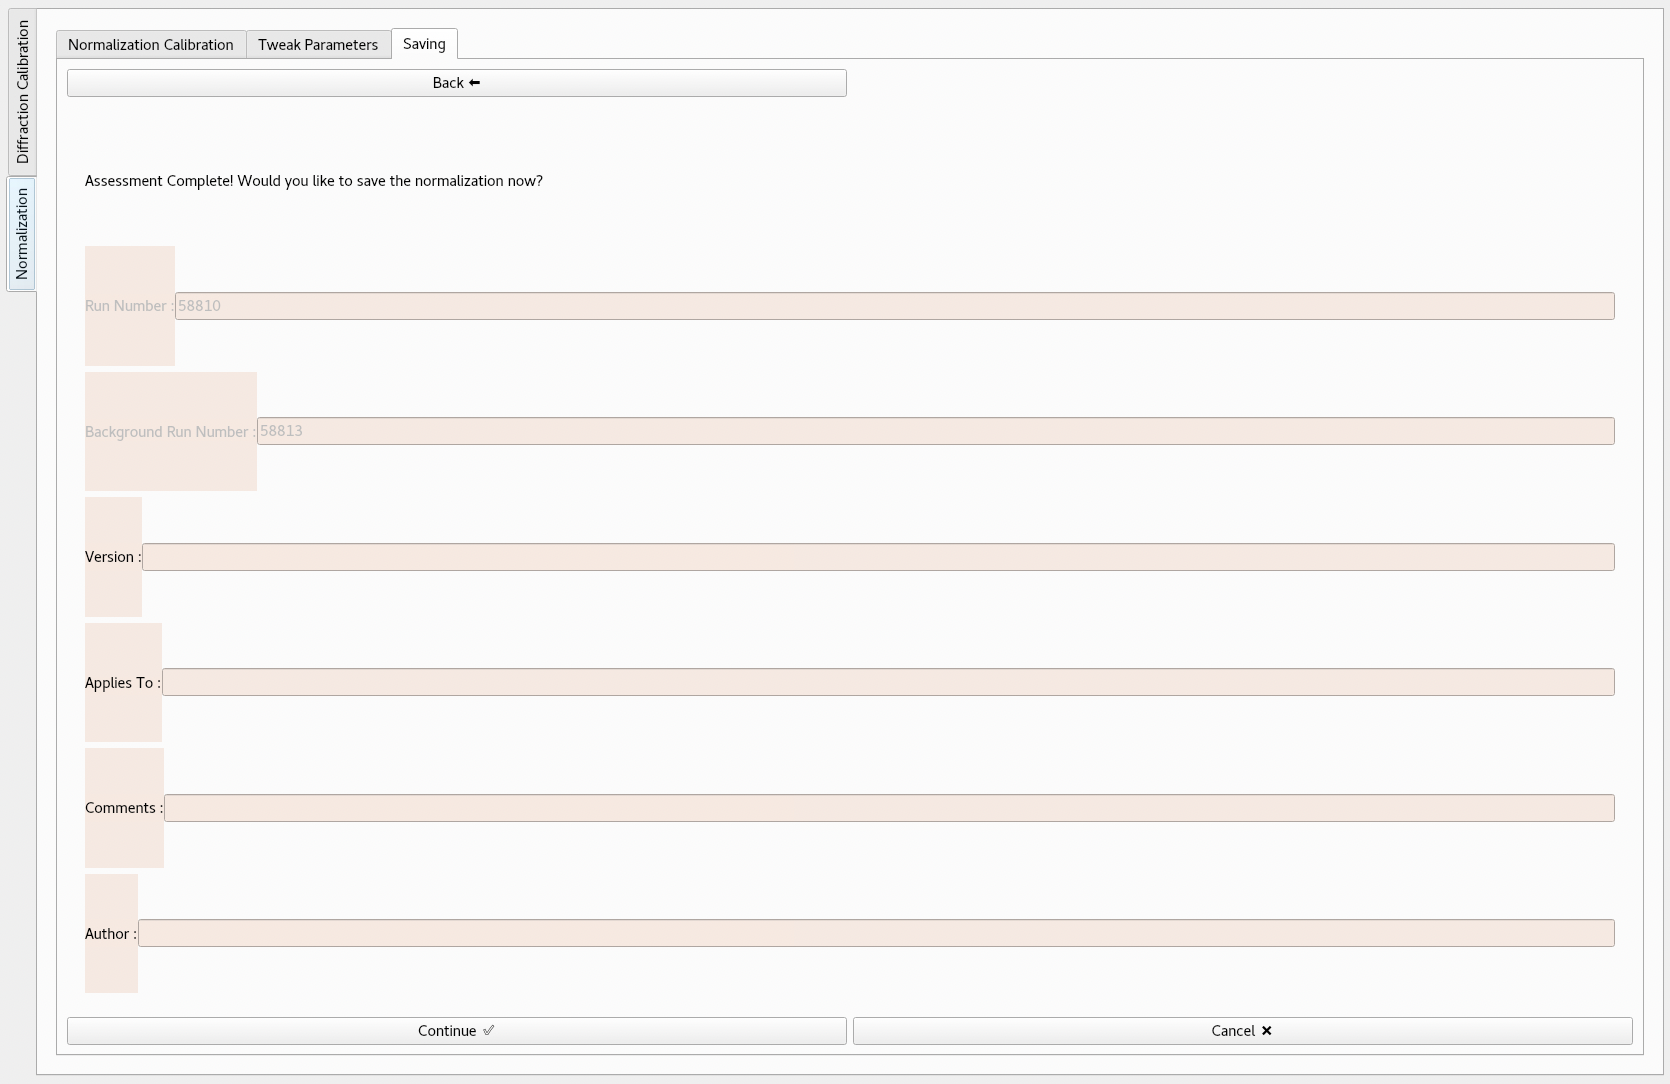 Diffraction Calibration
Normalization
Normalization Calibration
Tweak Parameters
Saving
Back ⬅
Assessment Complete! Would you like to save the normalization now?
Run Number : 58810
Background Run Number : 58813
Version :
Applies To :
Comments :
Author :
Continue ✅
Cancel ❌